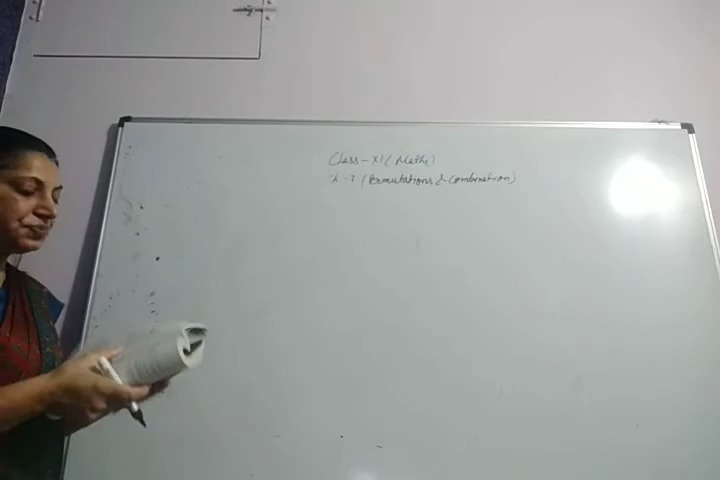 Class - XI (Maths)
Ch - 7 (Permutations & Combination)